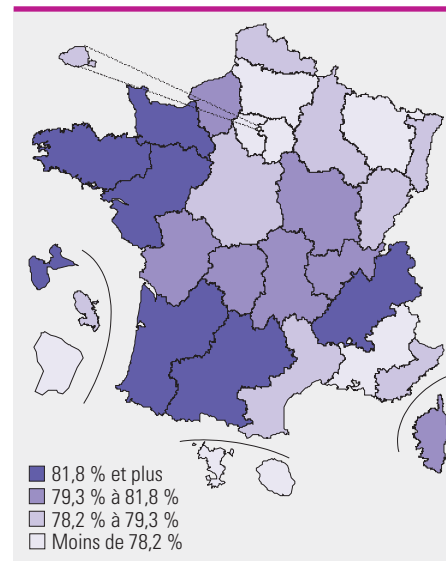 81,8 % et plus
79,3 % à 81,8 %
78,2 % à 79,3 %
Moins de 78,2 %